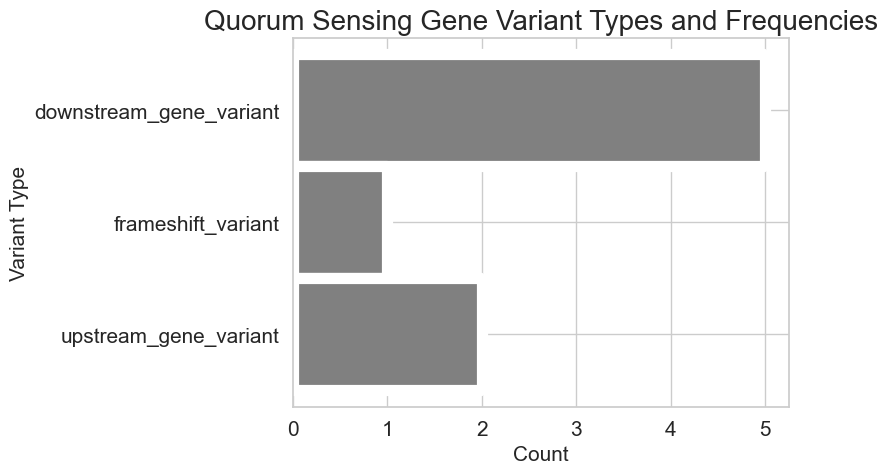 Quorum Sensing Gene Variant Types and Frequencies
downstream_gene_variant
frameshift_variant
upstream_gene_variant
Variant Type
0 1 2 3 4 5
Count